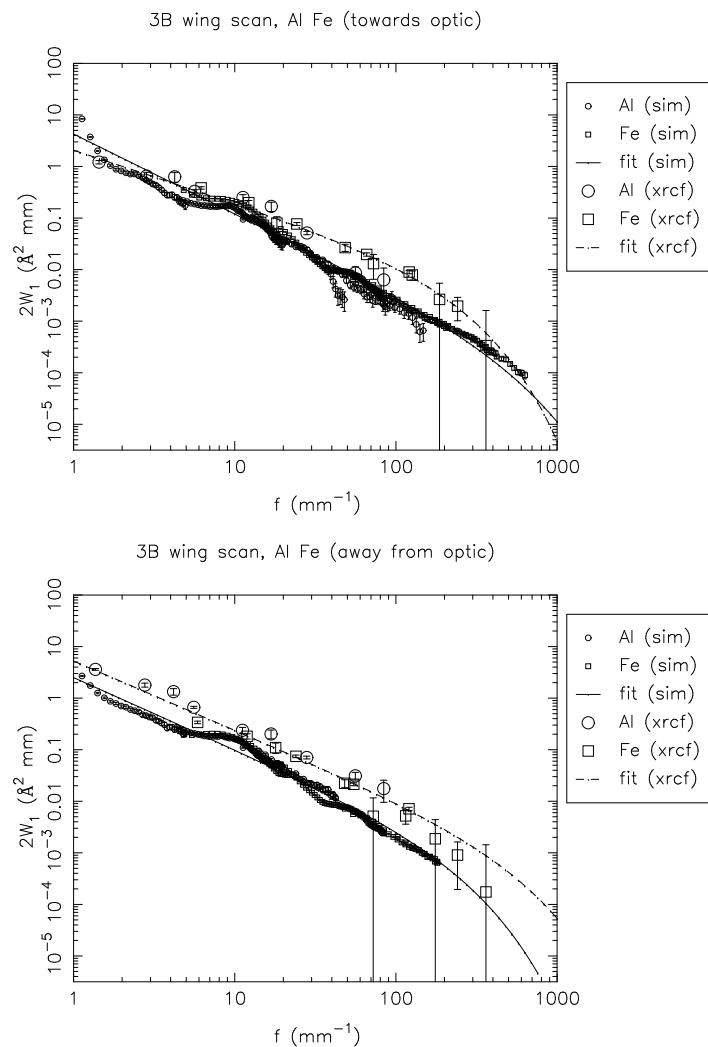 3B wing scan, Al Fe (towards optic)
2W₁ (Å² mm)
100
10
1
0.1
0.01
10⁻³
10⁻⁴
10⁻⁵
1
10
100
1000
f (mm⁻¹)
Al (sim)
Fe (sim)
fit (sim)
Al (xrcf)
Fe (xrcf)
fit (xrcf)
3B wing scan, Al Fe (away from optic)
2W₁ (Å² mm)
100
10
1
0.1
0.01
10⁻³
10⁻⁴
10⁻⁵
1
10
100
1000
f (mm⁻¹)
Al (sim)
Fe (sim)
fit (sim)
Al (xrcf)
Fe (xrcf)
fit (xrcf)